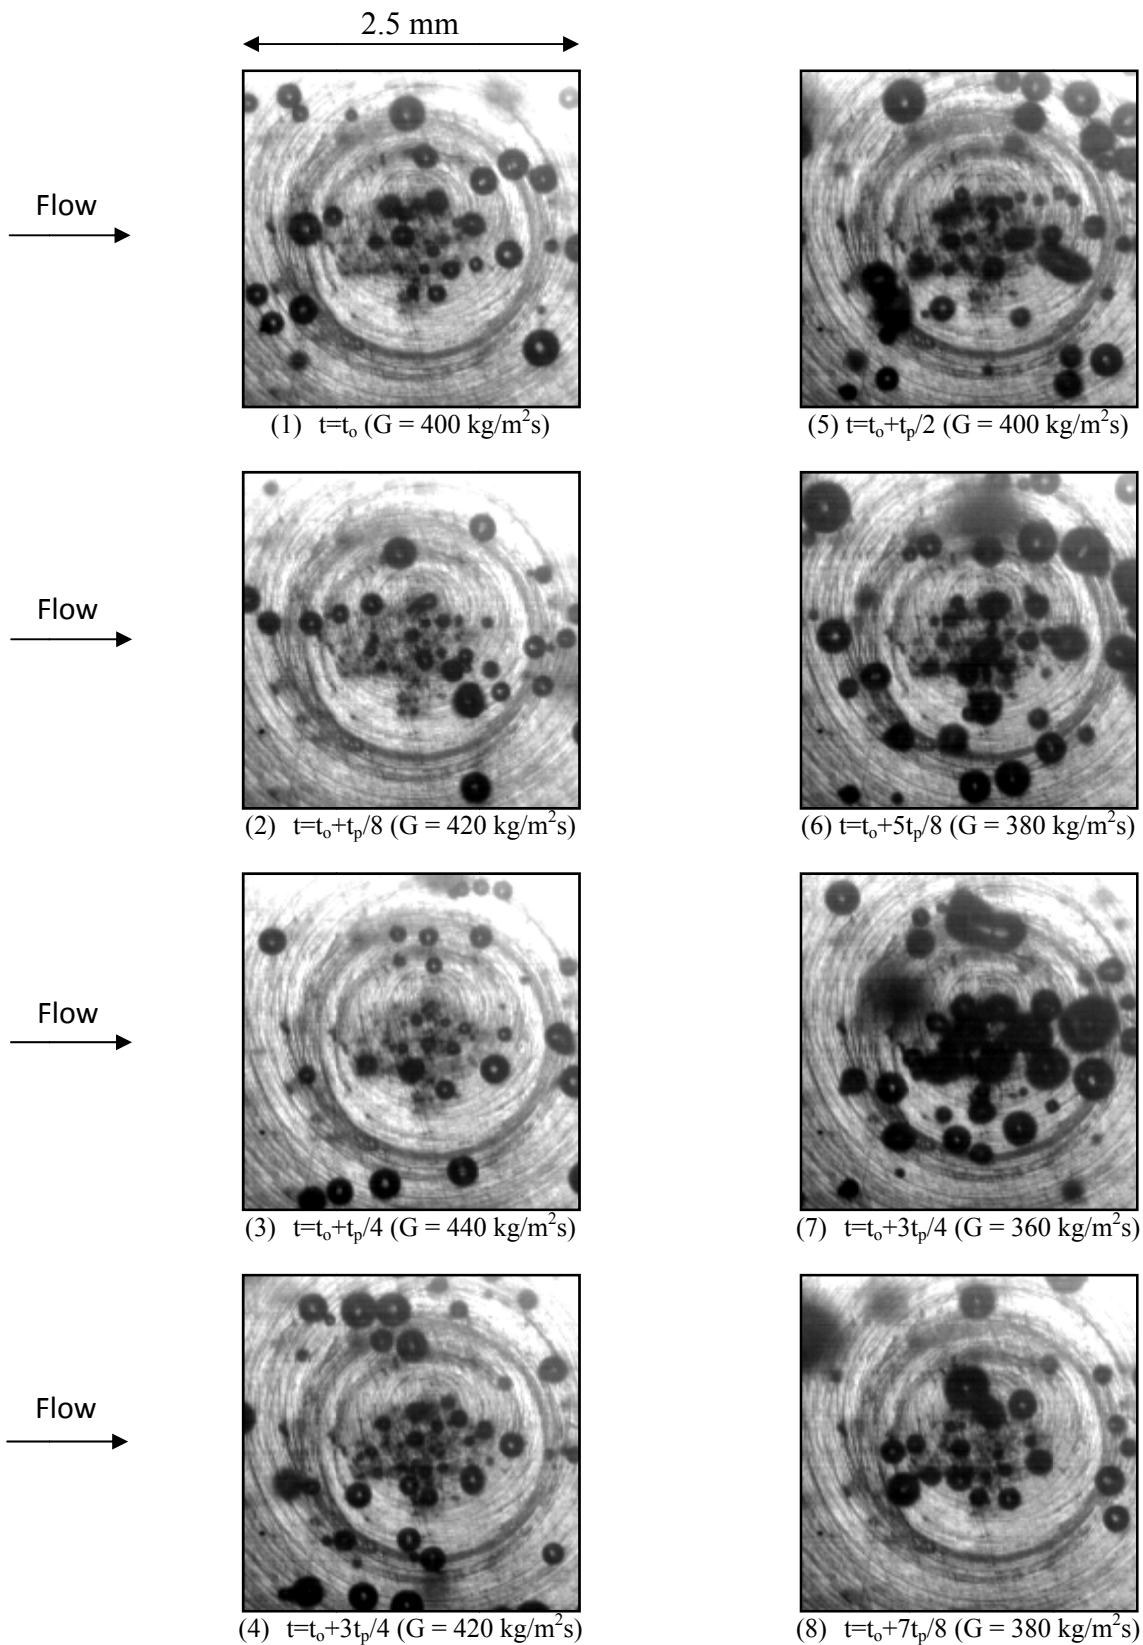 2.5 mm
Flow
(1) t=tₒ (G = 400 kg/m²s)
(5) t=tₒ+tₚ/2 (G = 400 kg/m²s)
Flow
(2) t=tₒ+tₚ/8 (G = 420 kg/m²s)
(6) t=tₒ+5tₚ/8 (G = 380 kg/m²s)
Flow
(3) t=tₒ+tₚ/4 (G = 440 kg/m²s)
(7) t=tₒ+3tₚ/4 (G = 360 kg/m²s)
Flow
(4) t=tₒ+3tₚ/4 (G = 420 kg/m²s)
(8) t=tₒ+7tₚ/8 (G = 380 kg/m²s)